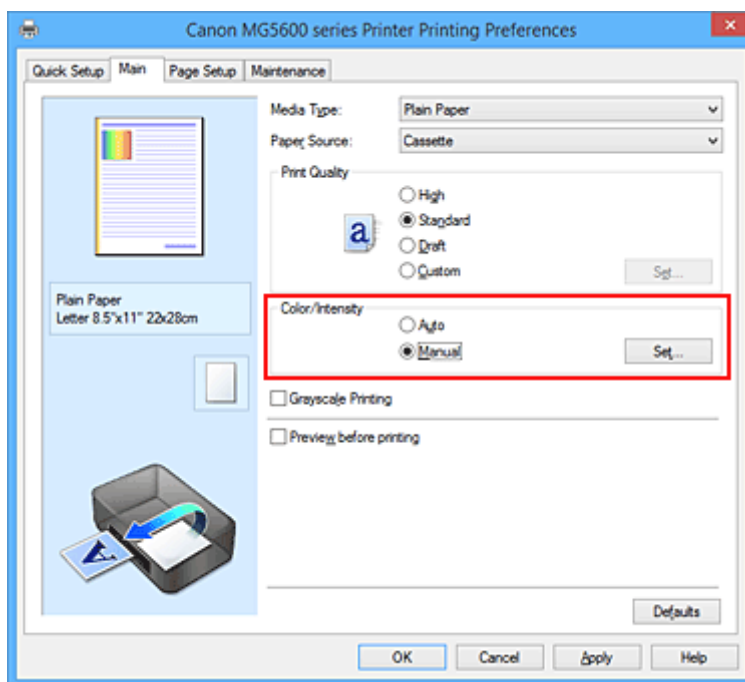 Canon MG5600 series Printer Printing Preferences
Quick Setup Main Page Setup Maintenance
Media Type: Plain Paper
Paper Source: Cassette
Print Quality
High
a Standard
Draft
Custom Set...
Plain Paper
Letter 8.5"x11" 22x28cm
Color/Intensity
Auto
Manual Set...
Grayscale Printing
Preview before printing
A
Defaults
OK Cancel Apply Help